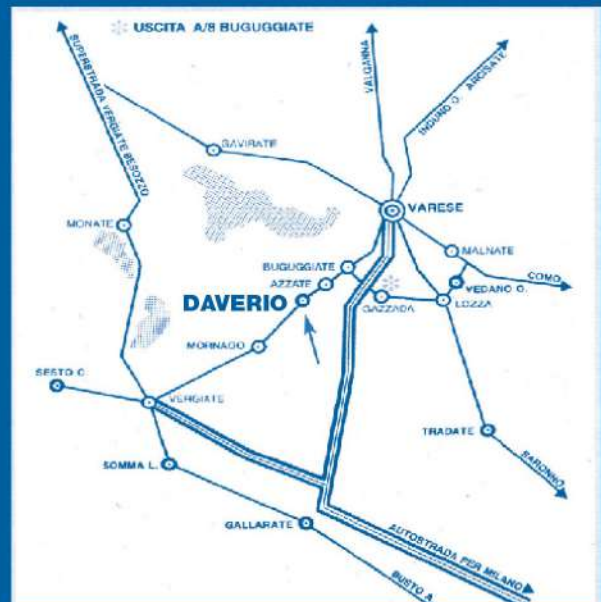 USCITA A/8 BUGUGGIATE
SUPERSTRADA VERGIATE BESOZZO
VALGANNA
INDUNO O. ARCISATE
GAVIRATE
VARESE
MONATE
MALNATE
BUGUGGIATE
COMO
AZZATE
VEDANO O.
DAVERIO
GAZZADA
LOZZA
MORNAGO
SESTO C.
VERGIATE
TRADATE
SOMMA L.
SARONNO
GALLARATE
AUTOSTRADA PER MILANO
BUSTO A.